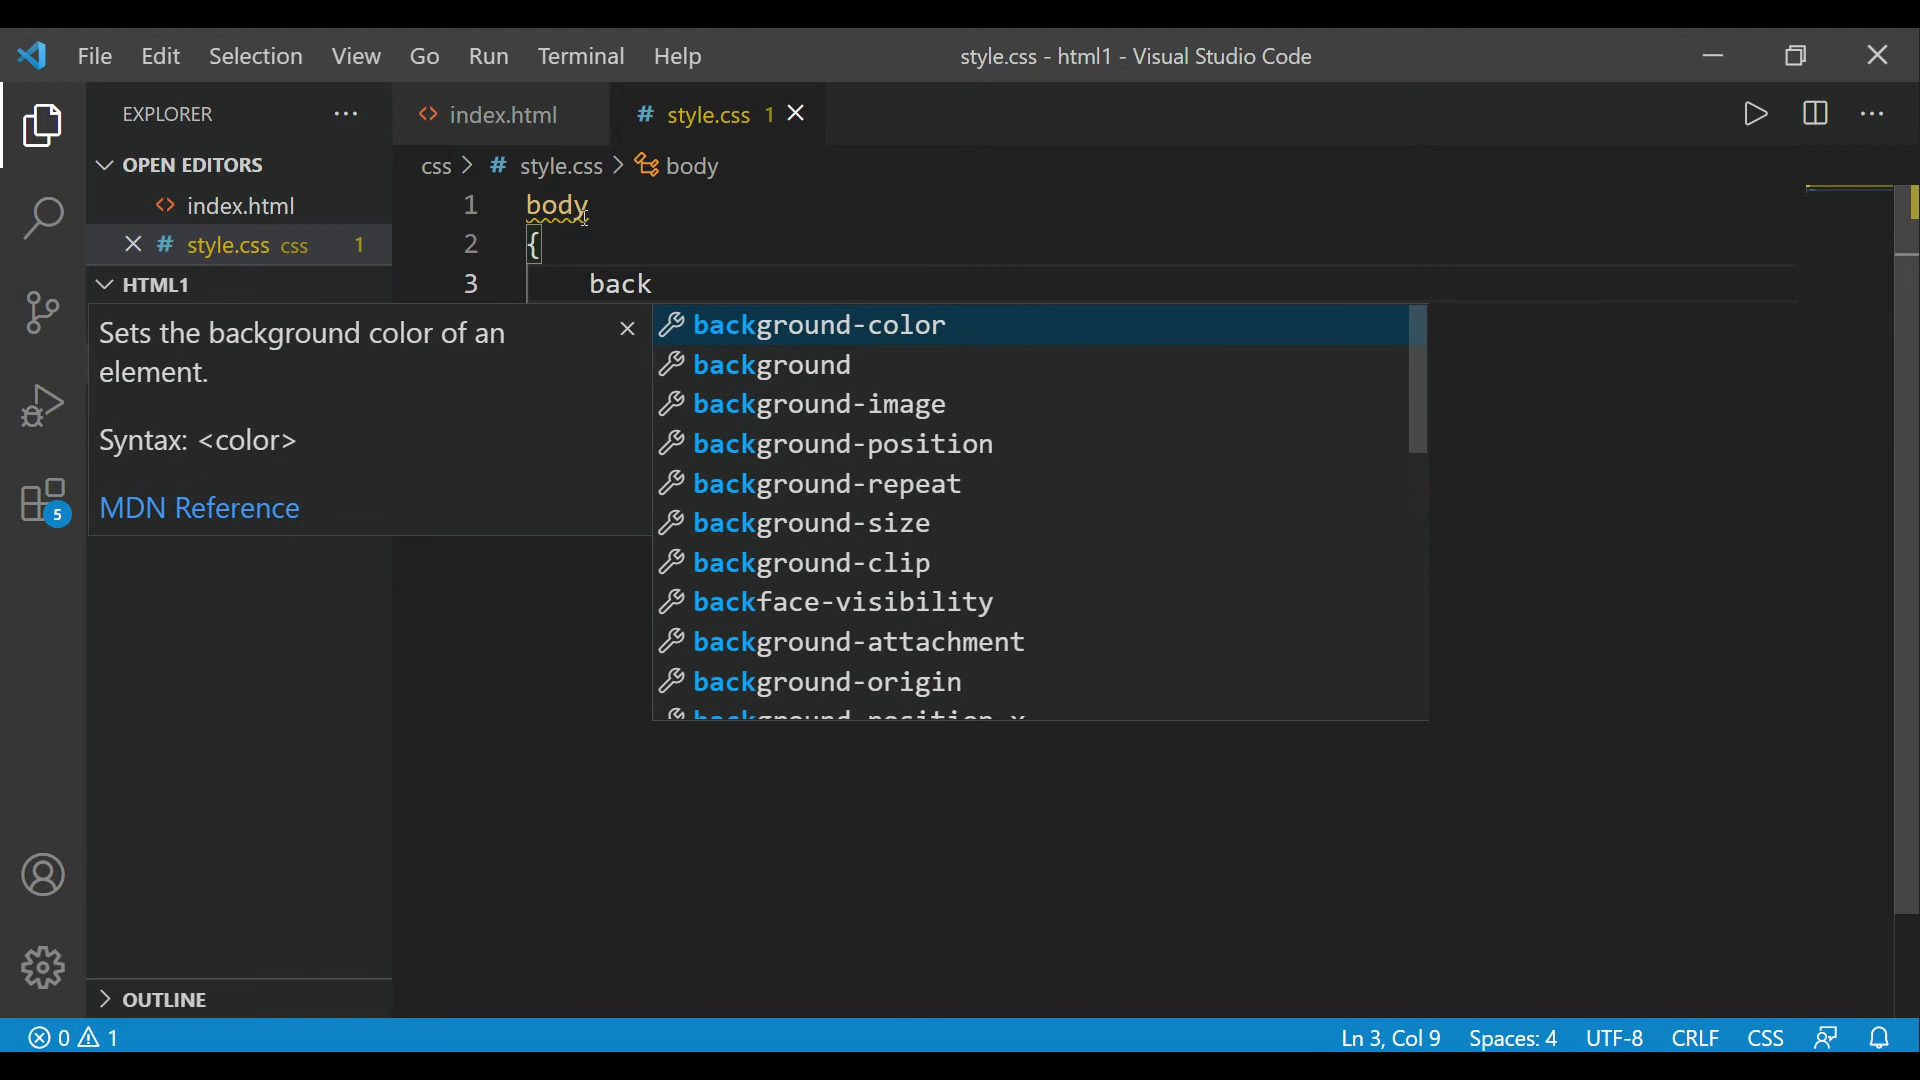 File Edit Selection View Go Run Terminal Help style.css - html1 - Visual Studio Code
EXPLORER ··· index.html # style.css 1
OPEN EDITORS
css > # style.css > body
index.html
# style.css css 1
HTML1
1 body
2 {
3 back
Sets the background color of an
element.
Syntax: <color>
MDN Reference
background-color
background
background-image
background-position
background-repeat
background-size
background-clip
backface-visibility
background-attachment
background-origin
background-position-x
5
OUTLINE
0 1 Ln 3, Col 9 Spaces: 4 UTF-8 CRLF CSS